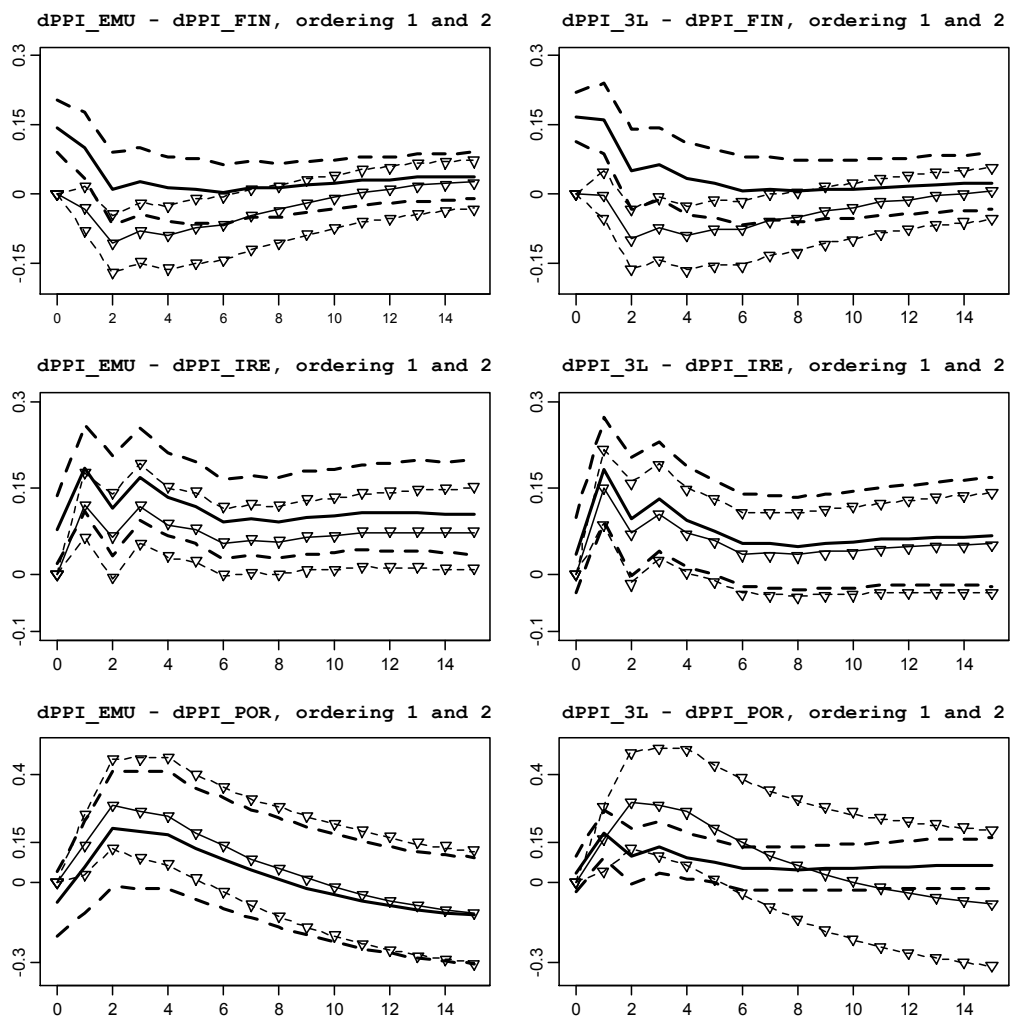 dPPI_EMU - dPPI_FIN, ordering 1 and 2
0.3
0.15
0
-0.15
0 2 4 6 8 10 12 14
dPPI_3L - dPPI_FIN, ordering 1 and 2
0.3
0.15
0
-0.15
0 2 4 6 8 10 12 14
dPPI_EMU - dPPI_IRE, ordering 1 and 2
0.3
0.15
0
-0.1
0 2 4 6 8 10 12 14
dPPI_3L - dPPI_IRE, ordering 1 and 2
0.3
0.15
0
-0.1
0 2 4 6 8 10 12 14
dPPI_EMU - dPPI_POR, ordering 1 and 2
0.4
0.15
0
-0.3
0 2 4 6 8 10 12 14
dPPI_3L - dPPI_POR, ordering 1 and 2
0.4
0.15
0
-0.3
0 2 4 6 8 10 12 14